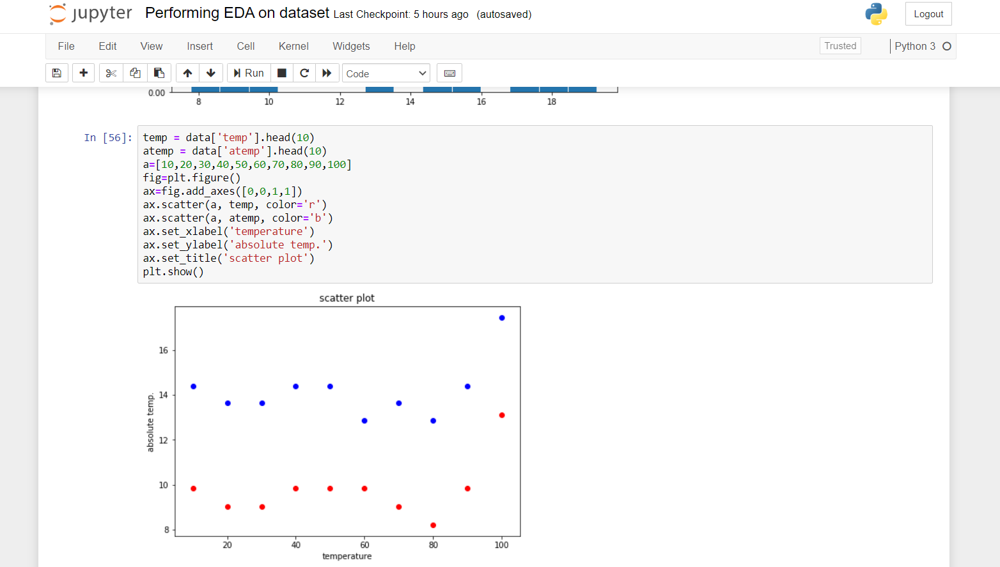 jupyter Performing EDA on dataset Last Checkpoint: 5 hours ago (autosaved) Logout
File Edit View Insert Cell Kernel Widgets Help Trusted Python 3
Run Code
0.00
8 10 12 14 16 18
In [56]:
temp = data['temp'].head(10)
atemp = data['atemp'].head(10)
a=[10,20,30,40,50,60,70,80,90,100]
fig=plt.figure()
ax=fig.add_axes([0,0,1,1])
ax.scatter(a, temp, color='r')
ax.scatter(a, atemp, color='b')
ax.set_xlabel('temperature')
ax.set_ylabel('absolute temp.')
ax.set_title('scatter plot')
plt.show()
scatter plot
absolute temp.
16
14
12
10
8
20 40 60 80 100
temperature